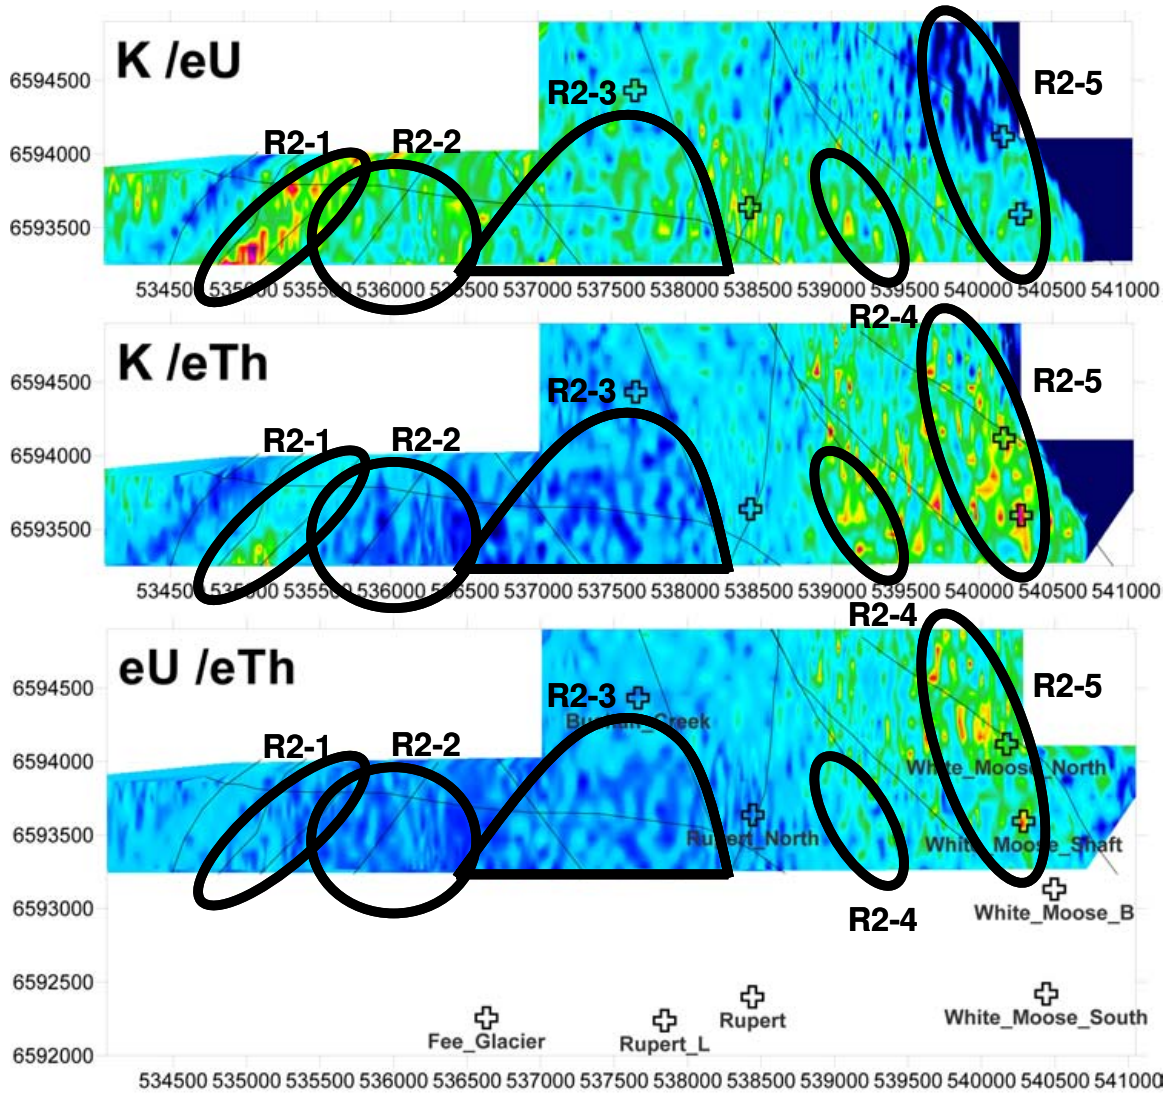 K /eU
R2-1
R2-2
R2-3
R2-5
6594500
6594000
6593500
534500 535000 535500 536000 536500 537000 537500 538000 538500 539000 539500 540000 540500 541000
R2-4
K /eTh
R2-1
R2-2
R2-3
R2-5
6594500
6594000
6593500
534500 535000 535500 536000 536500 537000 537500 538000 538500 539000 539500 540000 540500 541000
R2-4
eU /eTh
R2-1
R2-2
R2-3
R2-5
6594500
Buchan_Creek
6594000
White_Moose_North
6593500
Rupert_North
White_Moose_Shaft
6593000
White_Moose_B
R2-4
6592500
White_Moose_South
Rupert
Fee_Glacier
Rupert_L
6592000
534500 535000 535500 536000 536500 537000 537500 538000 538500 539000 539500 540000 540500 541000